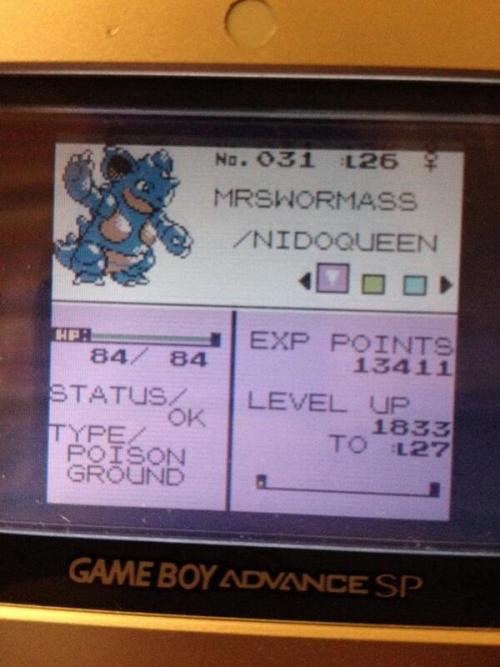 No. 031 :L26 ♀
MRSWORMASS
/NIDOQUEEN
HP:
84/ 84
STATUS/
OK
TYPE/
POISON
GROUND
EXP POINTS
13411
LEVEL UP
1833
TO :L27
GAME BOY ADVANCE SP